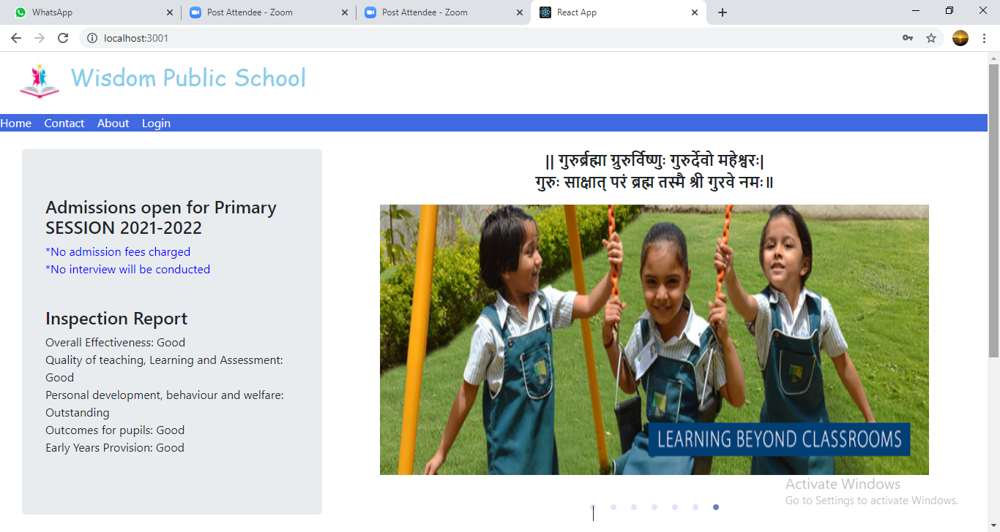 WhatsApp
Post Attendee - Zoom
Post Attendee - Zoom
React App
localhost:3001
Wisdom Public School
Home Contact About Login
Admissions open for Primary
SESSION 2021-2022
*No admission fees charged
*No interview will be conducted
Inspection Report
Overall Effectiveness: Good
Quality of teaching, Learning and Assessment:
Good
Personal development, behaviour and welfare:
Outstanding
Outcomes for pupils: Good
Early Years Provision: Good
|| गुरुर्ब्रह्मा ग्रुरुर्विष्णुः गुरुर्देवो महेश्वरः|
गुरुः साक्षात् परं ब्रह्म तस्मै श्री गुरवे नमः॥
LEARNING BEYOND CLASSROOMS
Activate Windows
Go to Settings to activate Windows.